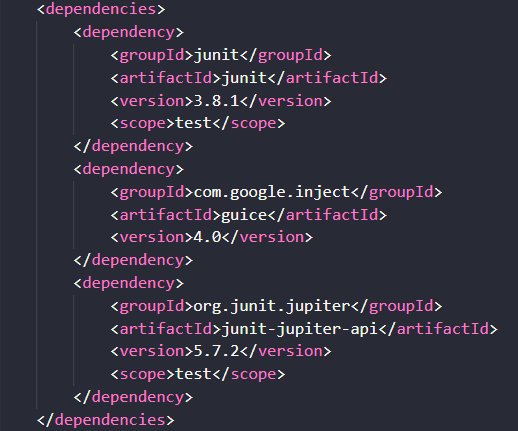 <dependencies>
<dependency>
<groupId>junit</groupId>
<artifactId>junit</artifactId>
<version>3.8.1</version>
<scope>test</scope>
</dependency>
<dependency>
<groupId>com.google.inject</groupId>
<artifactId>guice</artifactId>
<version>4.0</version>
</dependency>
<dependency>
<groupId>org.junit.jupiter</groupId>
<artifactId>junit-jupiter-api</artifactId>
<version>5.7.2</version>
<scope>test</scope>
</dependency>
</dependencies>